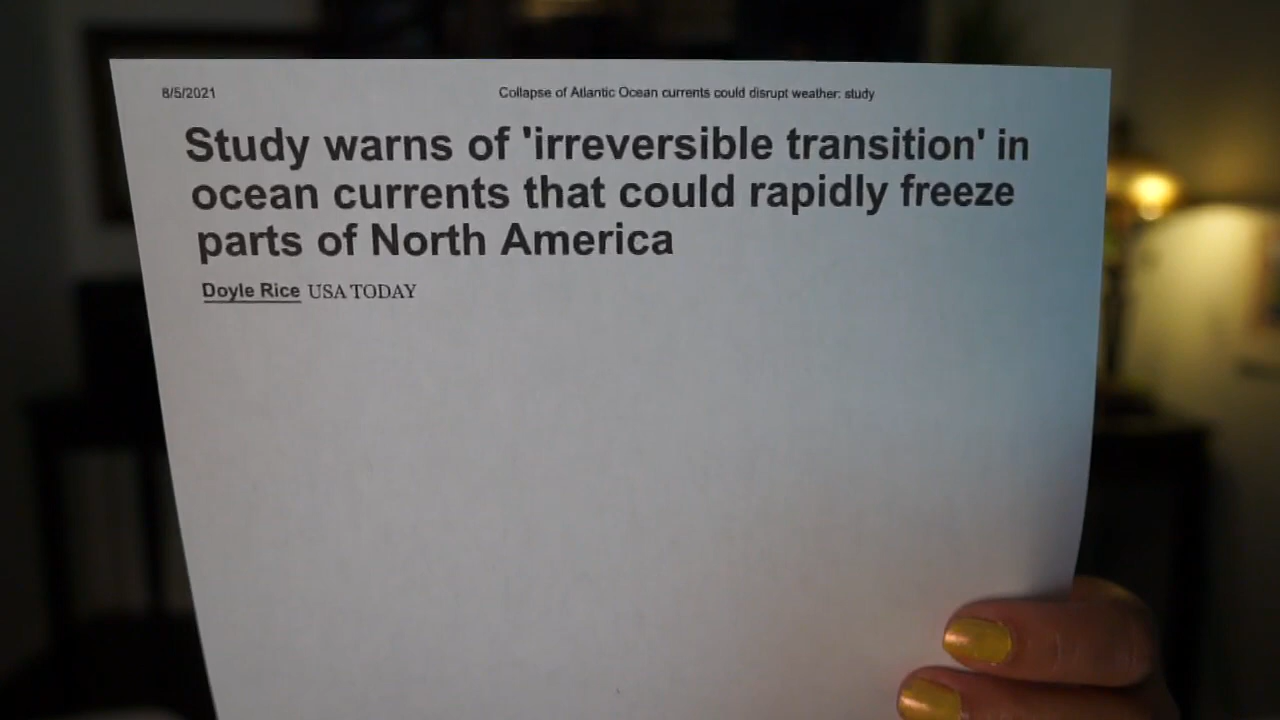 8/5/2021 Collapse of Atlantic Ocean currents could disrupt weather: study
Study warns of 'irreversible transition' in
ocean currents that could rapidly freeze
parts of North America
Doyle Rice USA TODAY